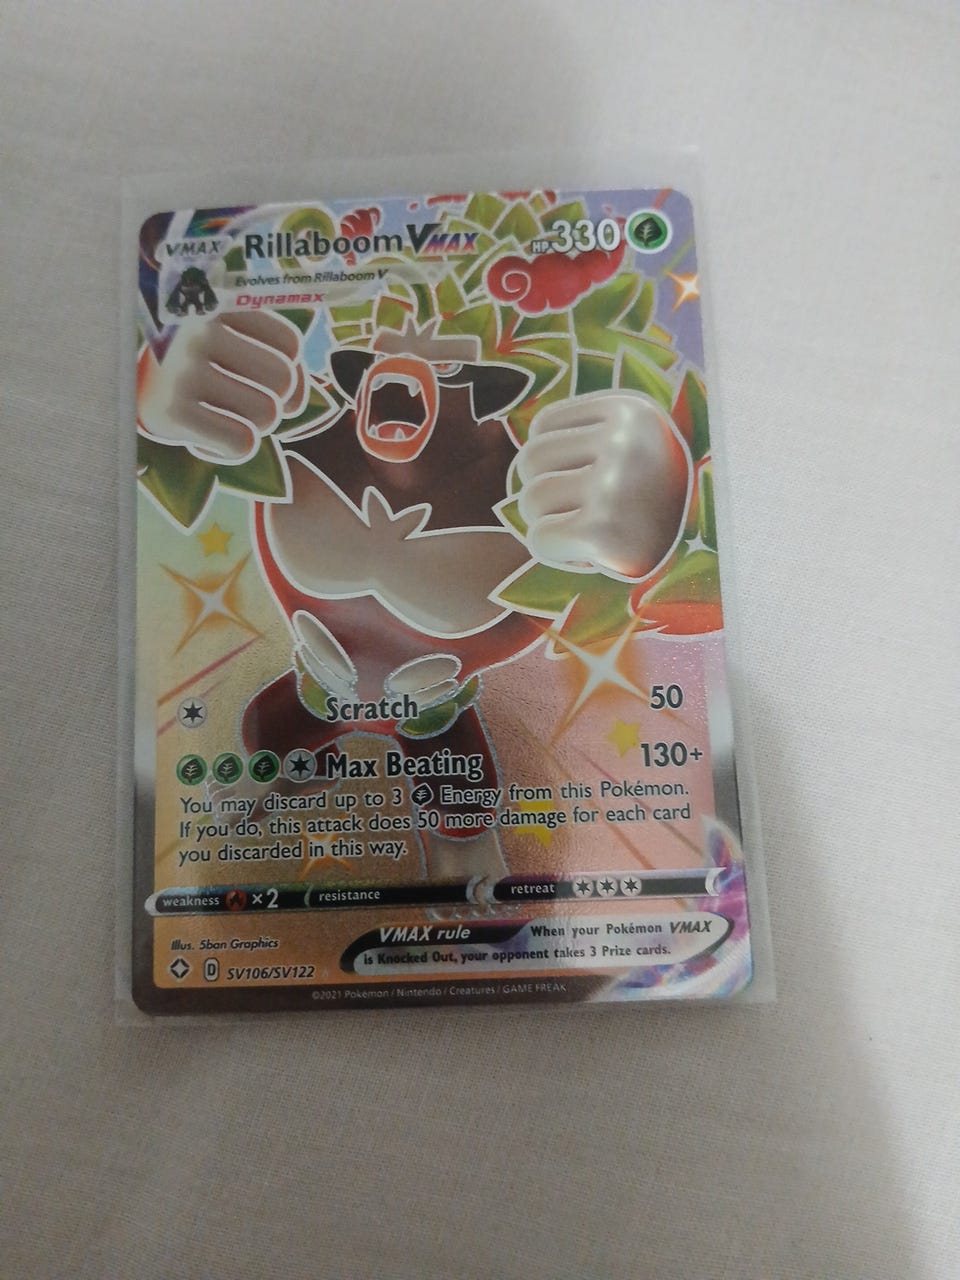 VMAX Rillaboom VMAX HP 330
Evolves from Rillaboom V
Dynamax
Scratch 50
Max Beating 130+
You may discard up to 3 Energy from this Pokémon.
If you do, this attack does 50 more damage for each card
you discarded in this way.
weakness ×2 resistance retreat
VMAX rule When your Pokémon VMAX
is Knocked Out, your opponent takes 3 Prize cards.
Illus. 5ban Graphics
D SV106/SV122
©2021 Pokémon / Nintendo / Creatures / GAME FREAK